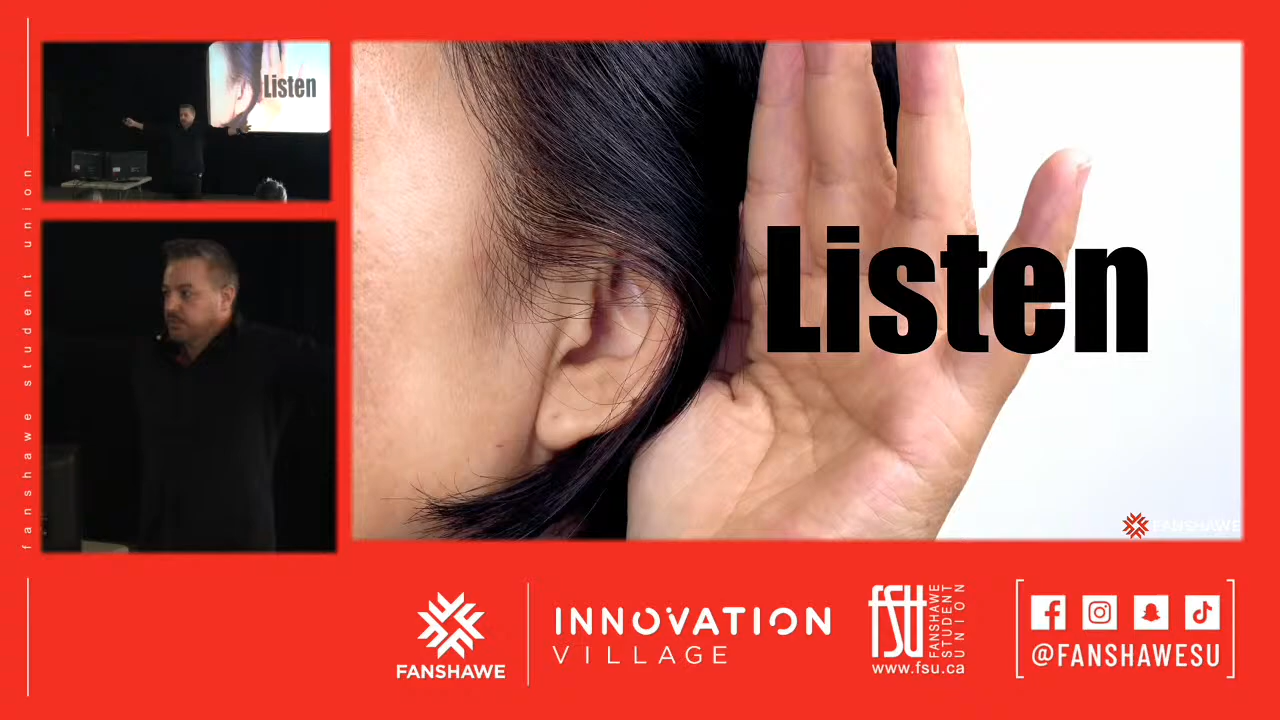 fanshawe student union
Listen
Listen
FANSHAWE
FANSHAWE
INNOVATION
VILLAGE
fsu
FANSHAWE
STUDENT
UNION
www.fsu.ca
@FANSHAWESU